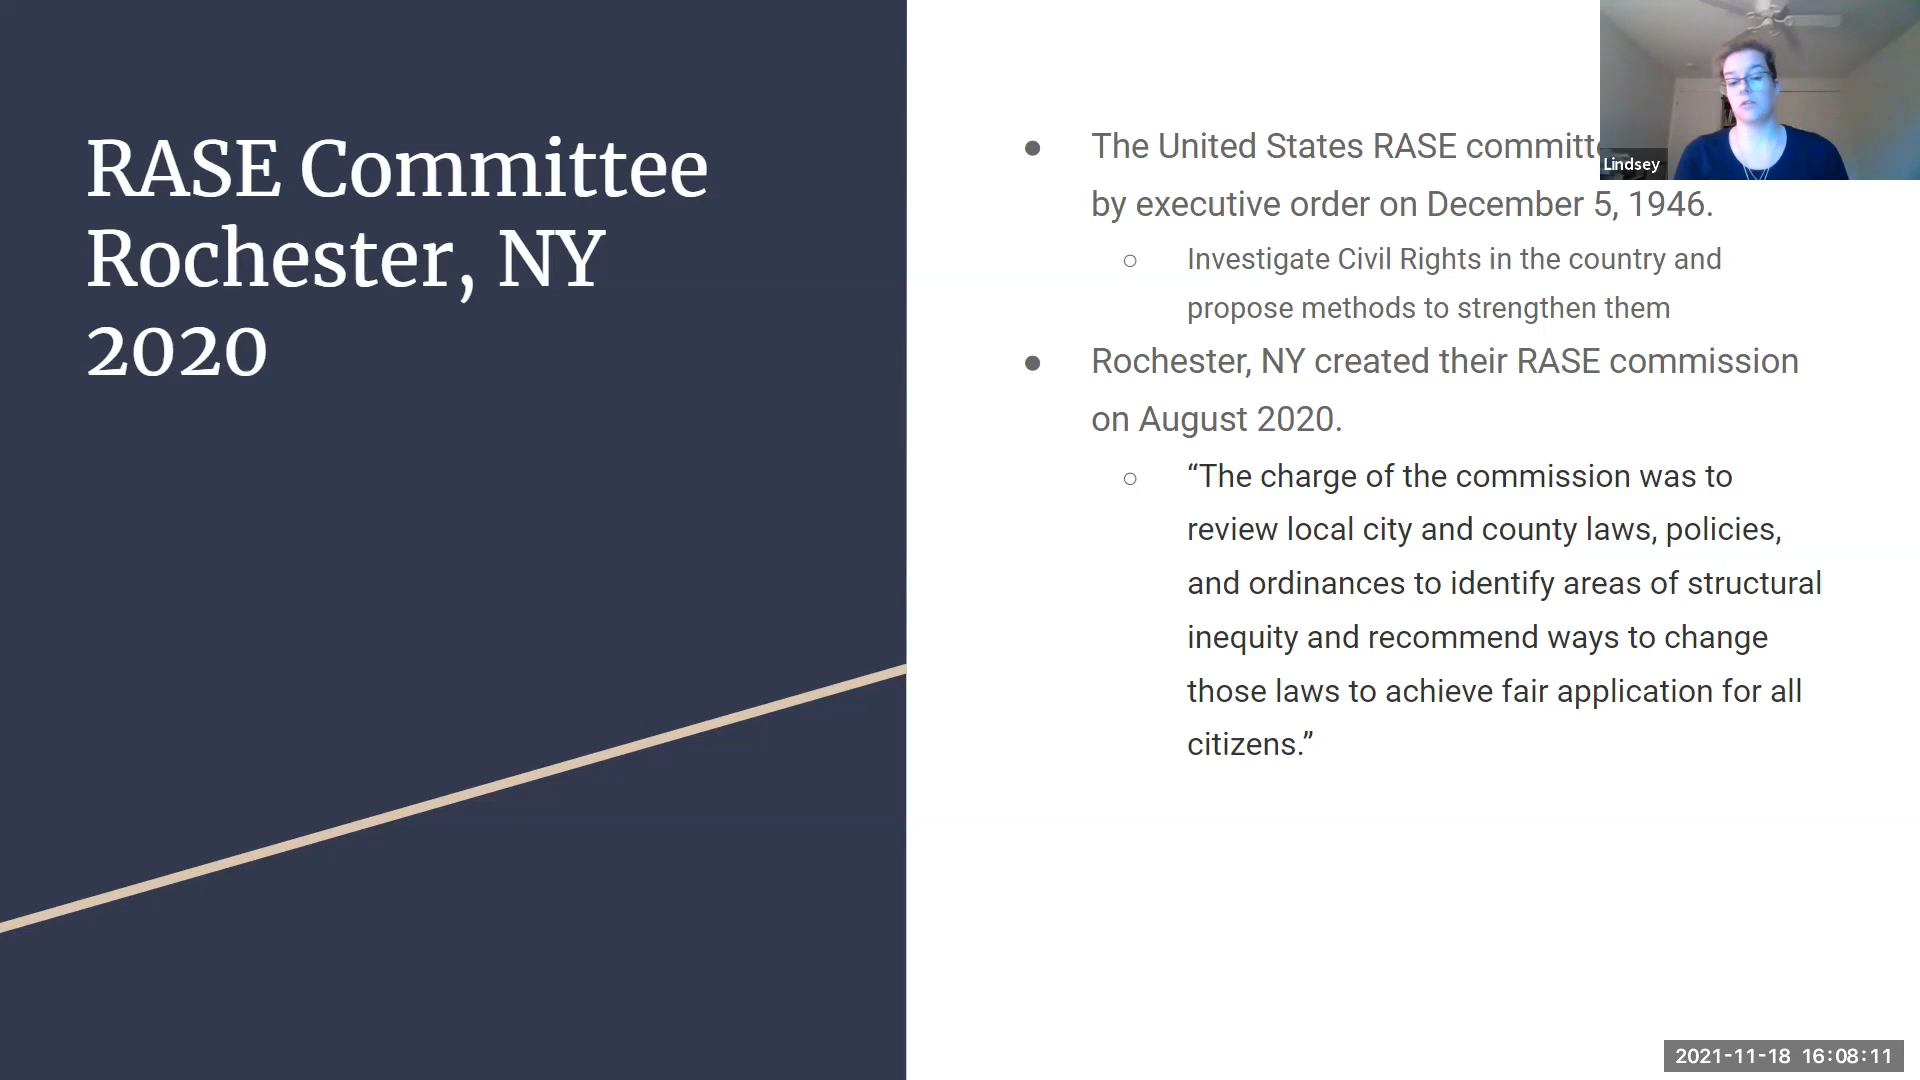 RASE Committee
Rochester, NY
2020
● The United States RASE
by executive order on December 5, 1946.
○ Investigate Civil Rights in the country and
propose methods to strengthen them
● Rochester, NY created their RASE commission
on August 2020.
○ “The charge of the commission was to
review local city and county laws, policies,
and ordinances to identify areas of structural
inequity and recommend ways to change
those laws to achieve fair application for all
citizens.”
Lindsey
2021-11-18 16:08:11